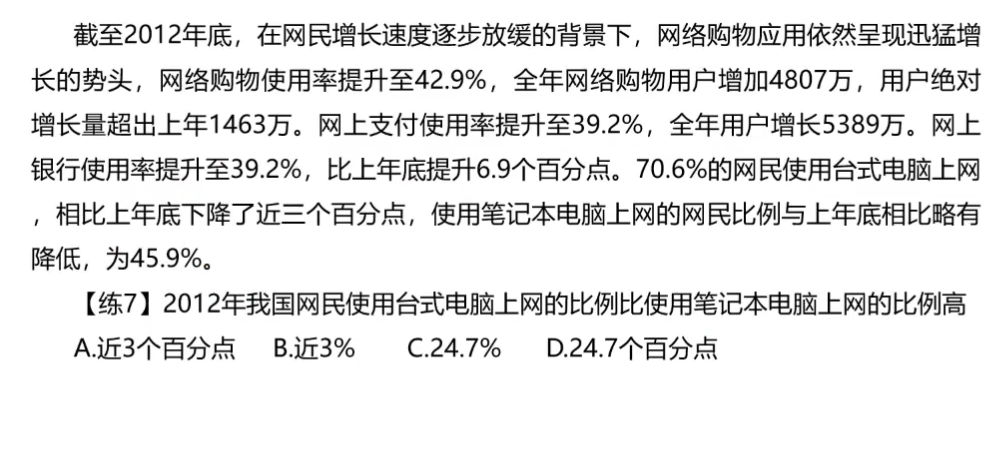 截至2012年底，在网民增长速度逐步放缓的背景下，网络购物应用依然呈现迅猛增
长的势头，网络购物使用率提升至42.9%，全年网络购物用户增加4807万，用户绝对
增长量超出上年1463万。网上支付使用率提升至39.2%，全年用户增长5389万。网上
银行使用率提升至39.2%，比上年底提升6.9个百分点。70.6%的网民使用台式电脑上网
，相比上年底下降了近三个百分点，使用笔记本电脑上网的网民比例与上年底相比略有
降低，为45.9%。
【练7】2012年我国网民使用台式电脑上网的比例比使用笔记本电脑上网的比例高
A.近3个百分点 B.近3% C.24.7% D.24.7个百分点